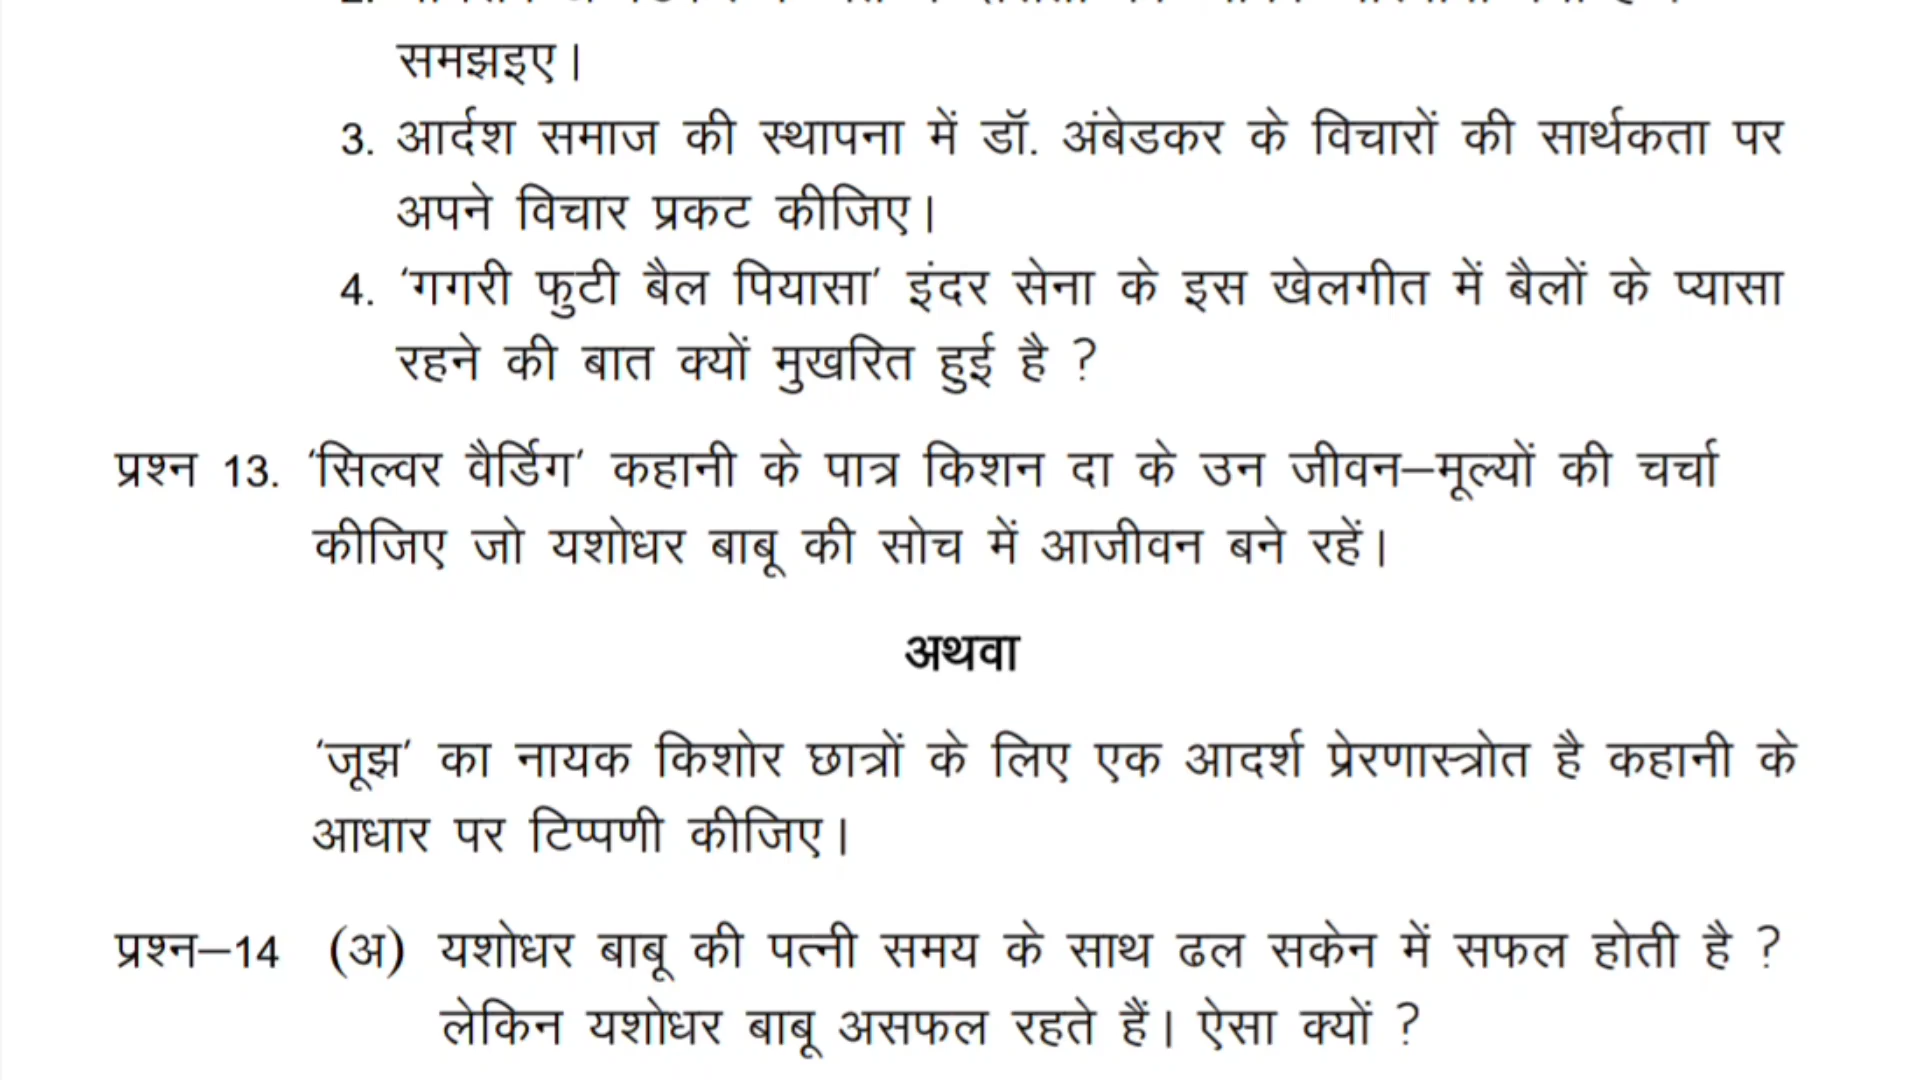 समझइए।
3. आर्दश समाज की स्थापना में डॉ. अंबेडकर के विचारों की सार्थकता पर
अपने विचार प्रकट कीजिए।
4. 'गगरी फुटी बैल पियासा' इंदर सेना के इस खेलगीत में बैलों के प्यासा
रहने की बात क्यों मुखरित हुई है ?
प्रश्न 13. 'सिल्वर वैर्डिग' कहानी के पात्र किशन दा के उन जीवन–मूल्यों की चर्चा
कीजिए जो यशोधर बाबू की सोच में आजीवन बने रहें।
अथवा
'जूझ' का नायक किशोर छात्रों के लिए एक आदर्श प्रेरणास्त्रोत है कहानी के
आधार पर टिप्पणी कीजिए।
प्रश्न–14 (अ) यशोधर बाबू की पत्नी समय के साथ ढल सकेन में सफल होती है ?
लेकिन यशोधर बाबू असफल रहते हैं। ऐसा क्यों ?